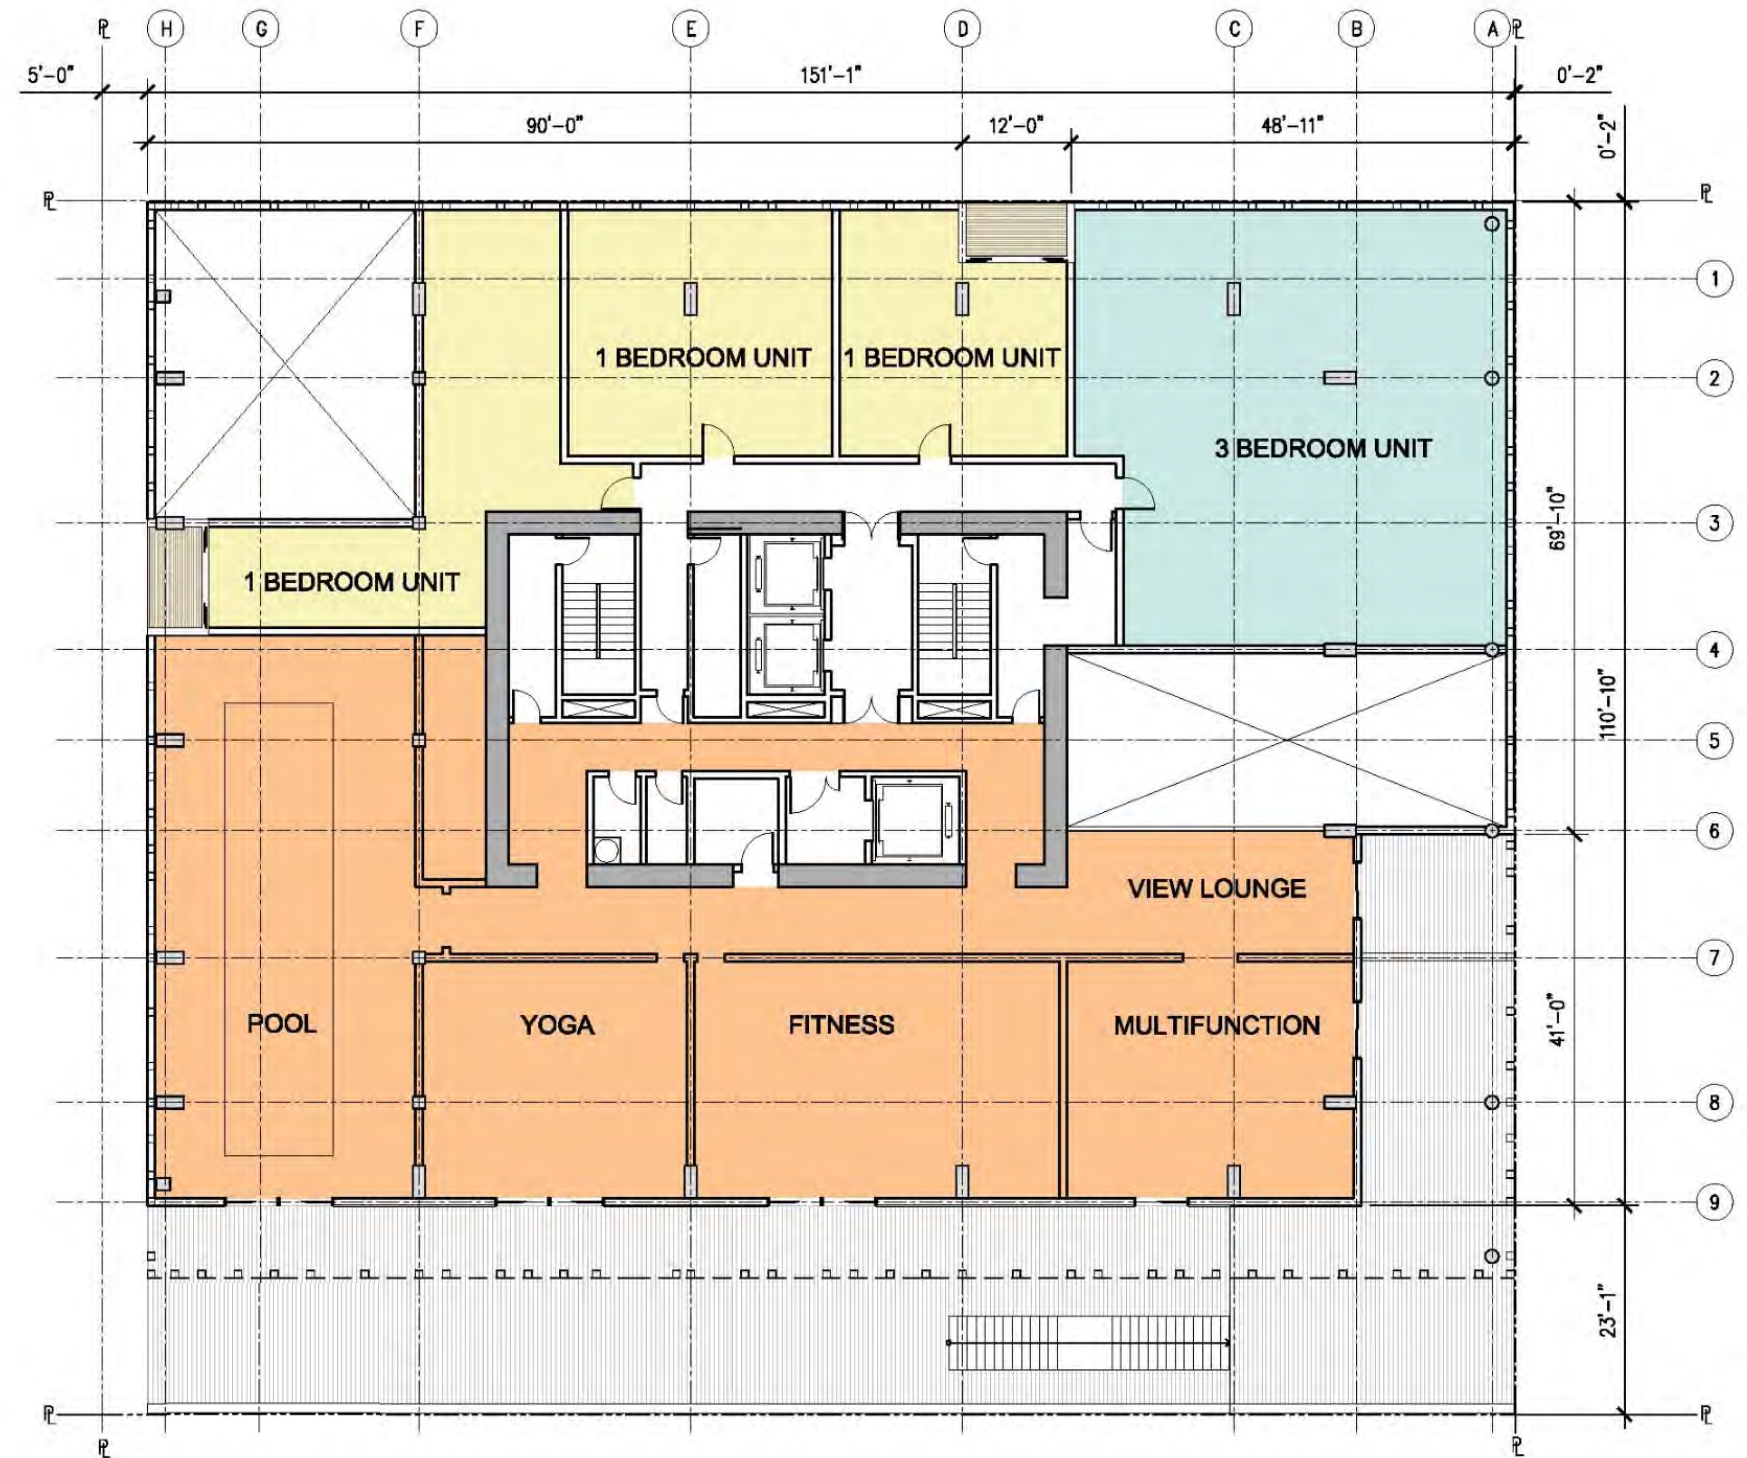 ℄ H G F E D C B A ℄
5'-0" 151'-1" 0'-2"
90'-0" 12'-0" 48'-11"
0'-2"
℄ ℄
1
1 BEDROOM UNIT 1 BEDROOM UNIT
2
3 BEDROOM UNIT
69'-10"
3
1 BEDROOM UNIT
4
110'-10"
5
6
VIEW LOUNGE
7
41'-0"
POOL YOGA FITNESS MULTIFUNCTION
8
9
23'-1"
℄ ℄
℄ ℄